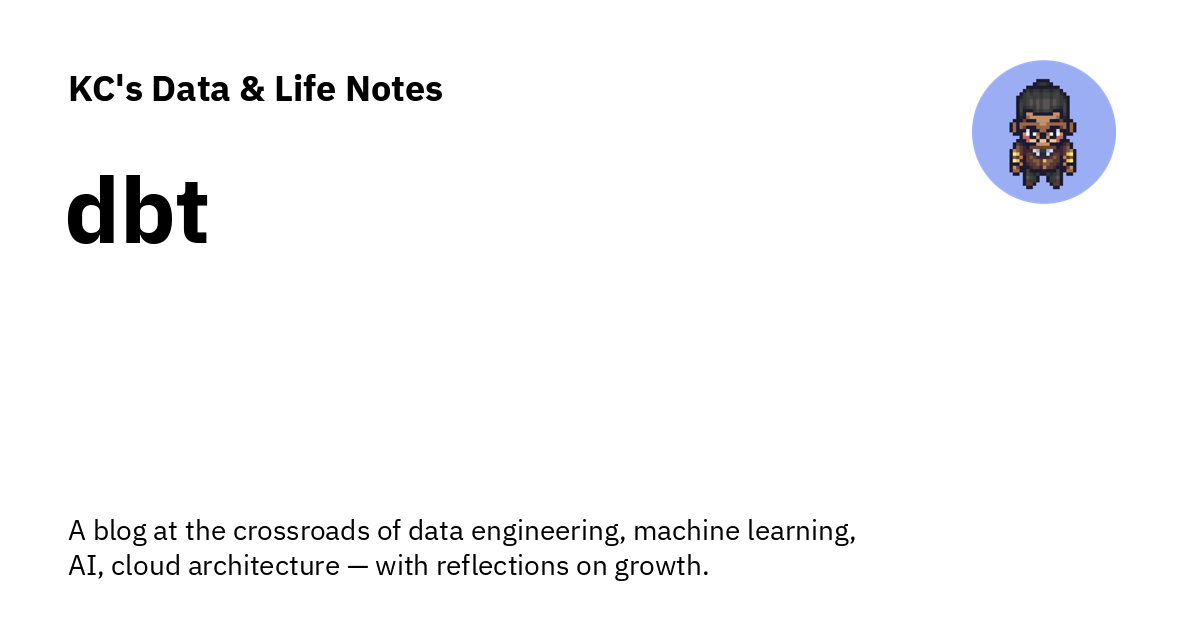 KC's Data & Life Notes
dbt
A blog at the crossroads of data engineering, machine learning,
AI, cloud architecture — with reflections on growth.